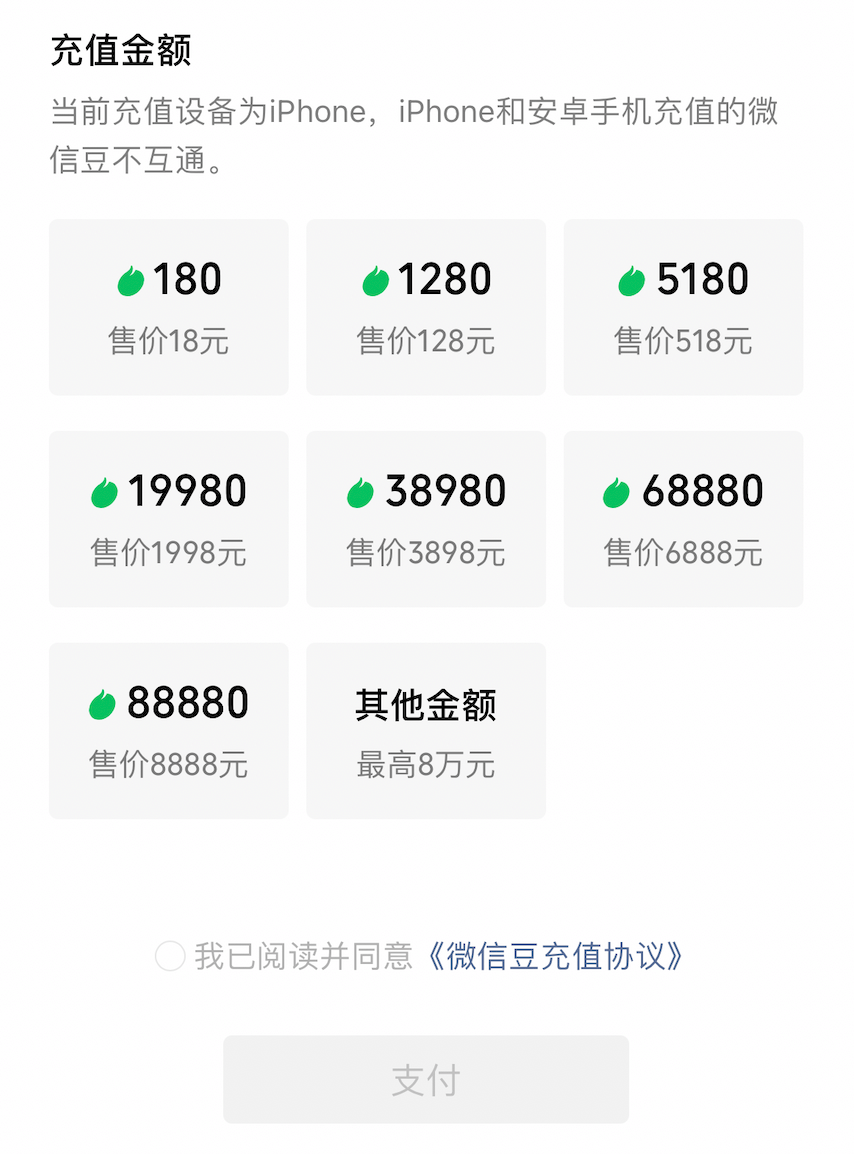 充值金额
当前充值设备为iPhone，iPhone和安卓手机充值的微
信豆不互通。
180
售价18元
1280
售价128元
5180
售价518元
19980
售价1998元
38980
售价3898元
68880
售价6888元
88880
售价8888元
其他金额
最高8万元
我已阅读并同意《微信豆充值协议》
支付